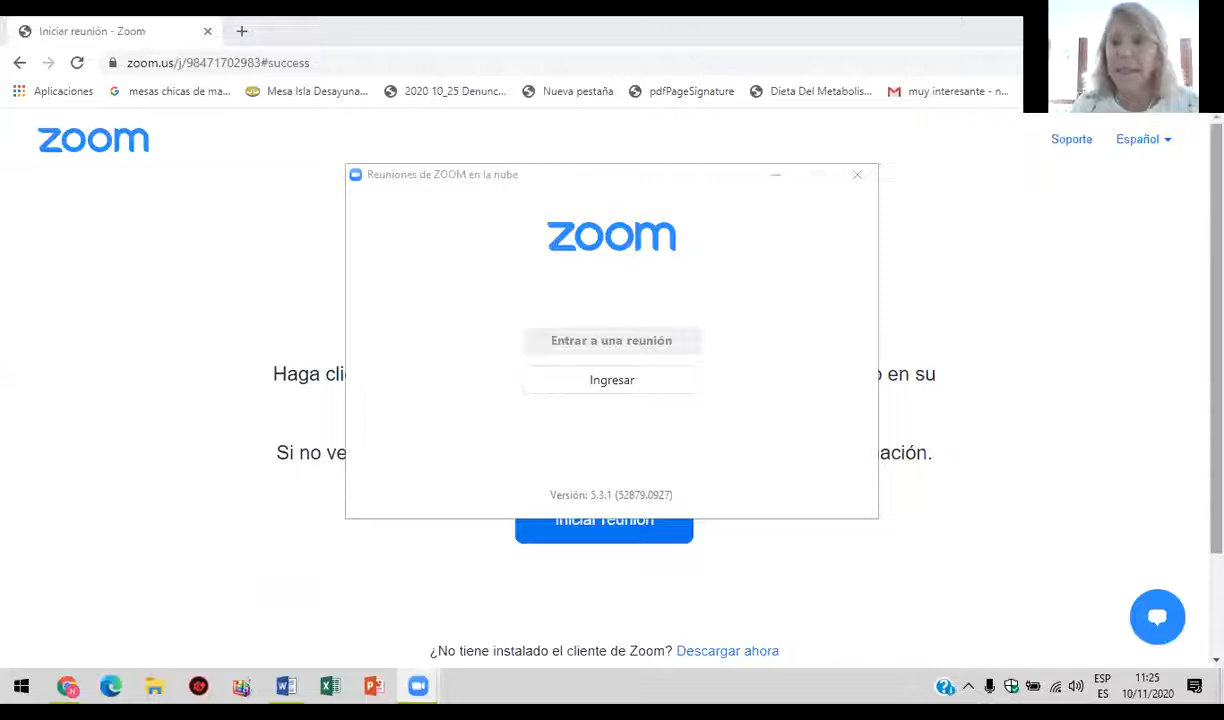 Iniciar reunión - Zoom
zoom.us/j/98471702983#success
Aplicaciones
mesas chicas de ma...
Mesa Isla Desayuna...
2020 10_25 Denunc...
Nueva pestaña
pdfPageSignature
Dieta Del Metabolis...
muy interesante - n...
zoom
Soporte
Español
Reuniones de ZOOM en la nube
zoom
Entrar a una reunión
Haga cli
o en su
Ingresar
Si no ve
ación.
Versión: 5.3.1 (52879.0927)
Iniciar reunión
¿No tiene instalado el cliente de Zoom? Descargar ahora
ESP
ES
11:25
10/11/2020